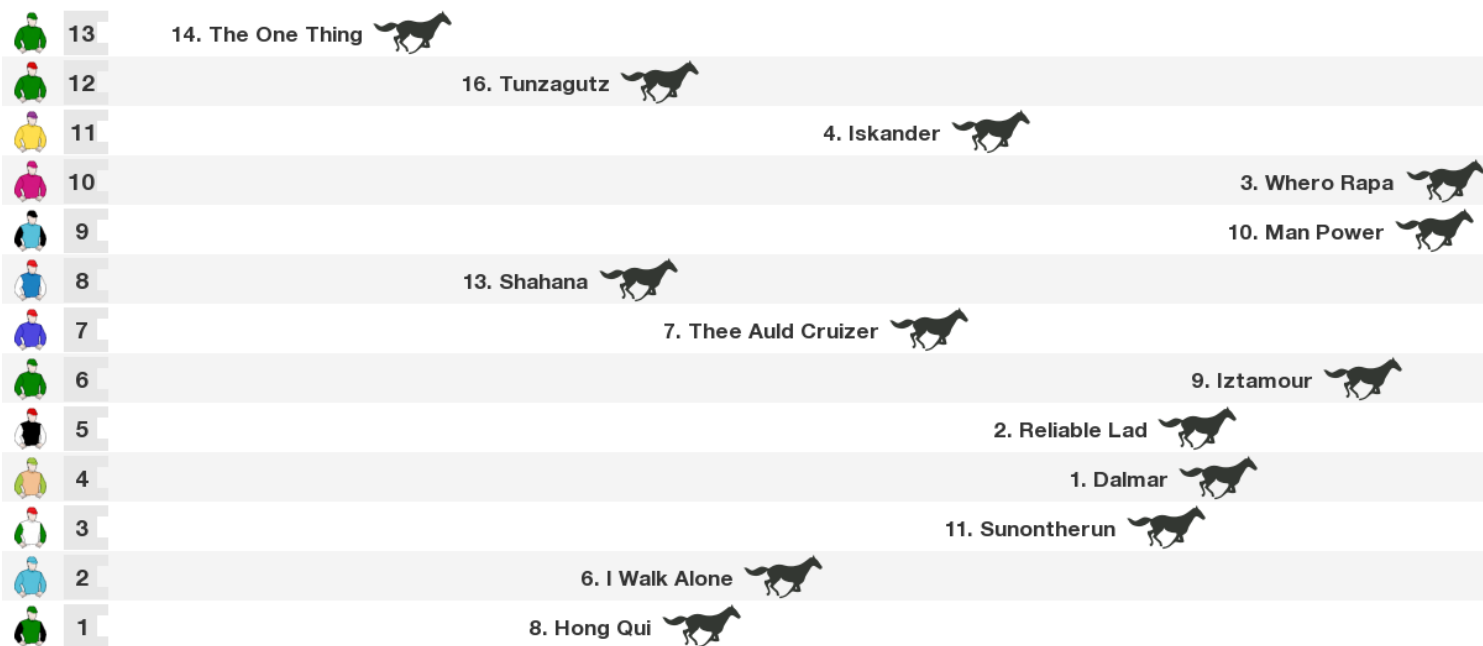 13 14. The One Thing
12 16. Tunzagutz
11 4. Iskander
10 3. Whero Rapa
9 10. Man Power
8 13. Shahana
7 7. Thee Auld Cruizer
6 9. Iztamour
5 2. Reliable Lad
4 1. Dalmar
3 11. Sunontherun
2 6. I Walk Alone
1 8. Hong Qui